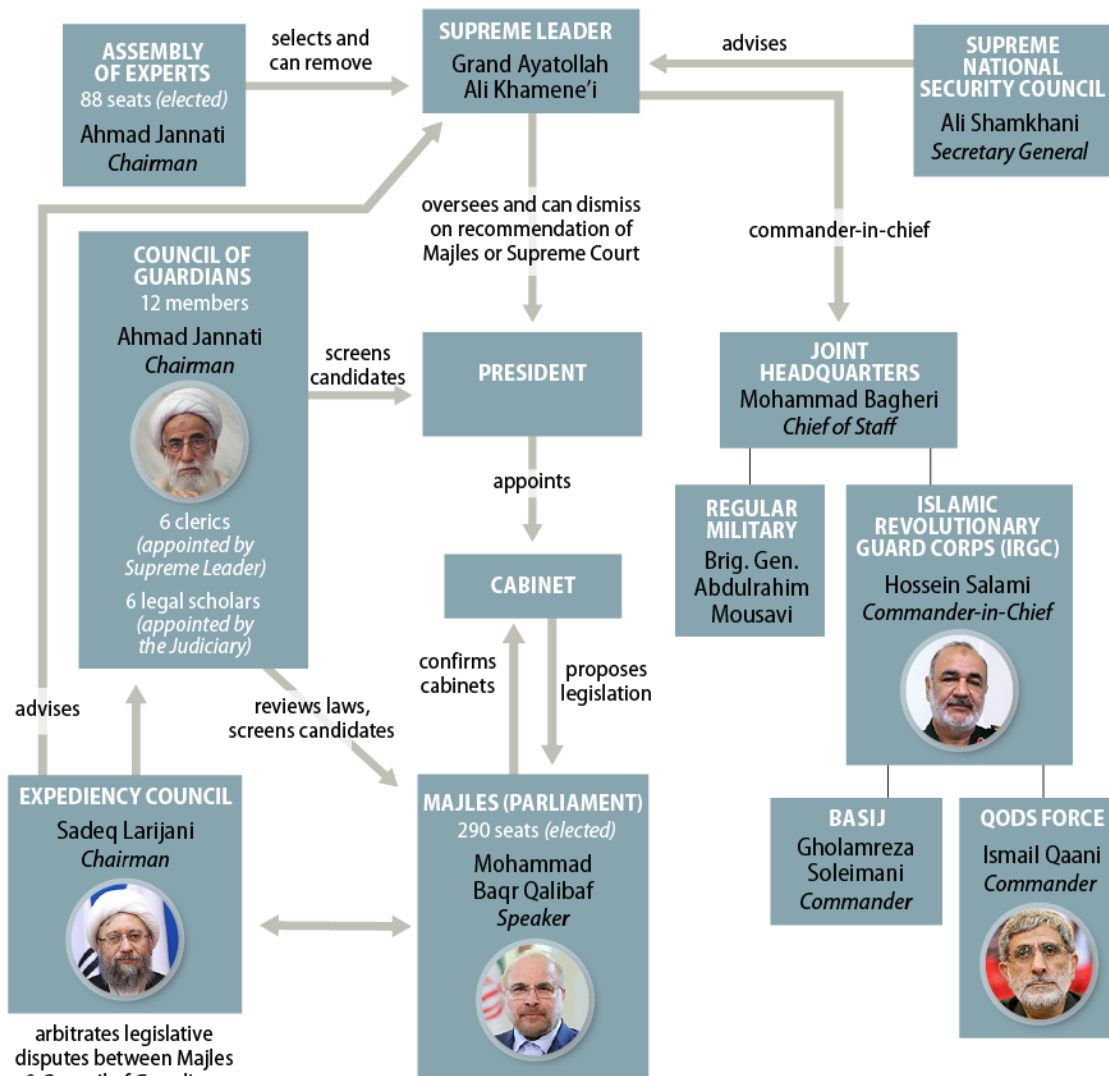 ASSEMBLY
OF EXPERTS
88 seats (elected)
Ahmad Jannati
Chairman
selects and
can remove
SUPREME LEADER
Grand Ayatollah
Ali Khamene’i
advises
SUPREME
NATIONAL
SECURITY COUNCIL
Ali Shamkhani
Secretary General
oversees and can dismiss
on recommendation of
Majles or Supreme Court
commander-in-chief
COUNCIL OF
GUARDIANS
12 members
Ahmad Jannati
Chairman
6 clerics
(appointed by
Supreme Leader)
6 legal scholars
(appointed by
the Judiciary)
screens
candidates
PRESIDENT
appoints
CABINET
JOINT
HEADQUARTERS
Mohammad Bagheri
Chief of Staff
REGULAR
MILITARY
Brig. Gen.
Abdulrahim
Mousavi
ISLAMIC
REVOLUTIONARY
GUARD CORPS (IRGC)
Hossein Salami
Commander-in-Chief
advises
reviews laws,
screens candidates
confirms
cabinets
proposes
legislation
EXPEDIENCY COUNCIL
Sadeq Larijani
Chairman
MAJLES (PARLIAMENT)
290 seats (elected)
Mohammad
Baqr Qalibaf
Speaker
BASIJ
Gholamreza
Soleimani
Commander
QODS FORCE
Ismail Qaani
Commander
arbitrates legislative
disputes between Majles
& Council of Guardians